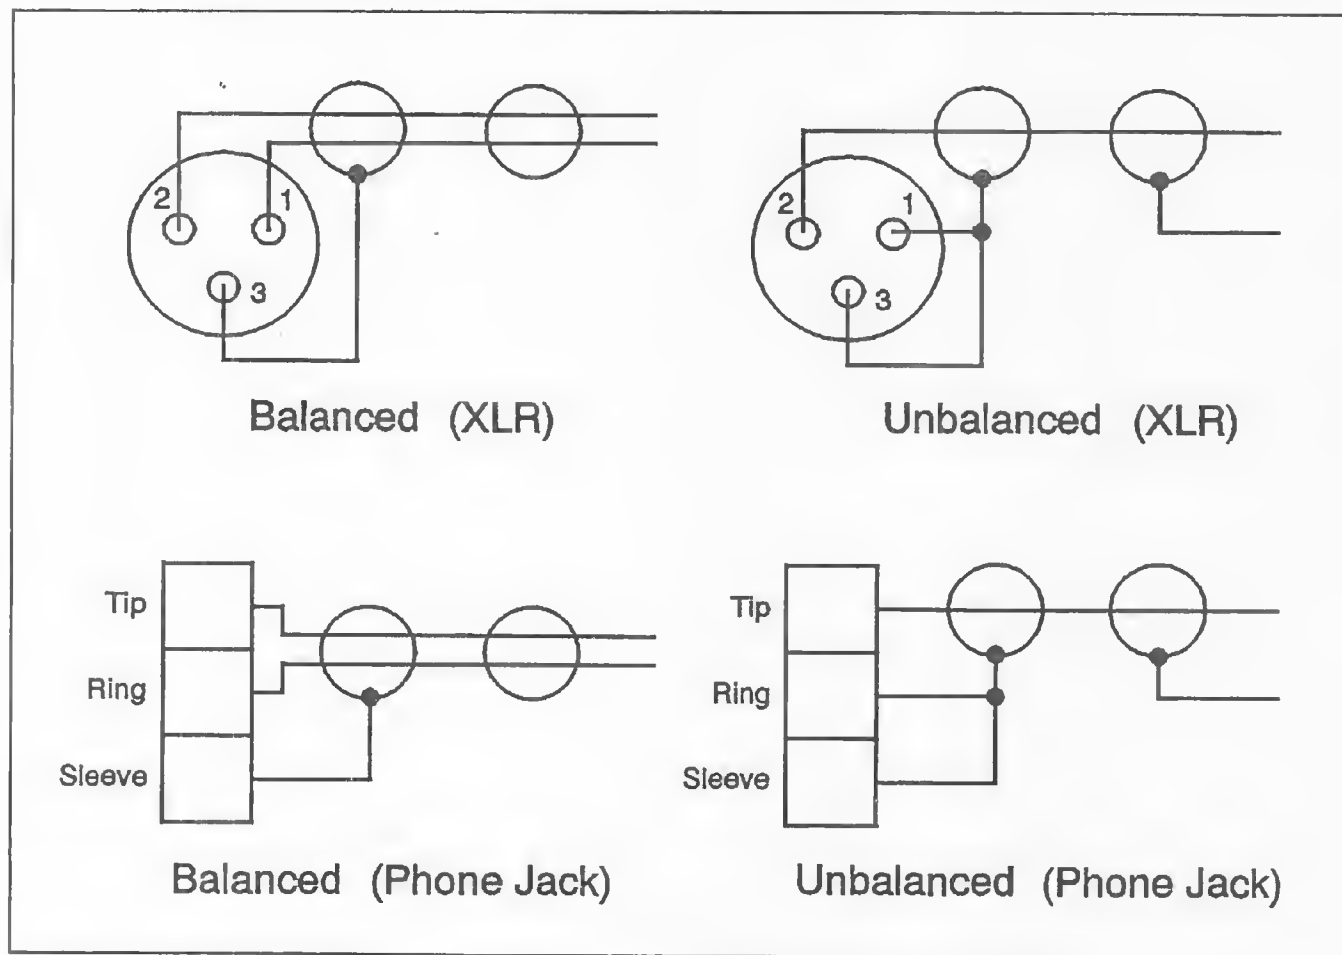 2
1
3
Balanced (XLR)
2
1
3
Unbalanced (XLR)
Tip
Ring
Sleeve
Balanced (Phone Jack)
Tip
Ring
Sleeve
Unbalanced (Phone Jack)